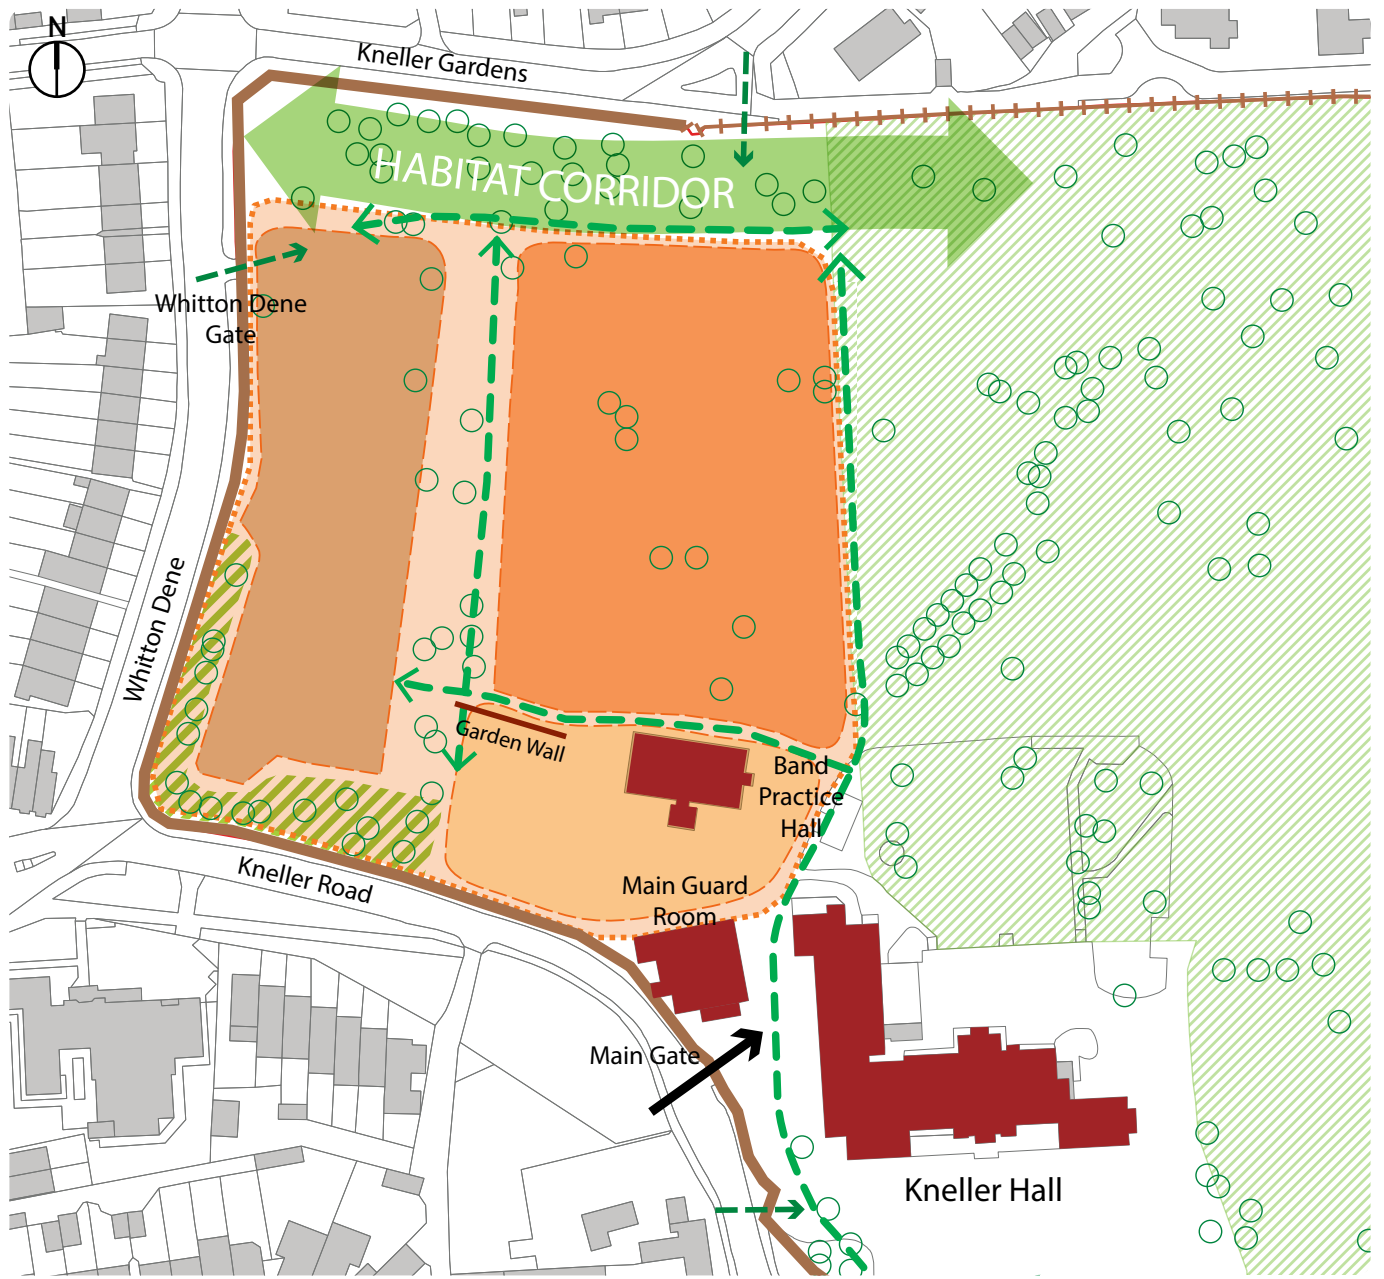 N
Kneller Gardens
HABITAT CORRIDOR
Whitton Dene
Gate
Whitton Dene
Garden Wall
Band
Practice
Hall
Kneller Road
Main Guard
Room
Main Gate
Kneller Hall